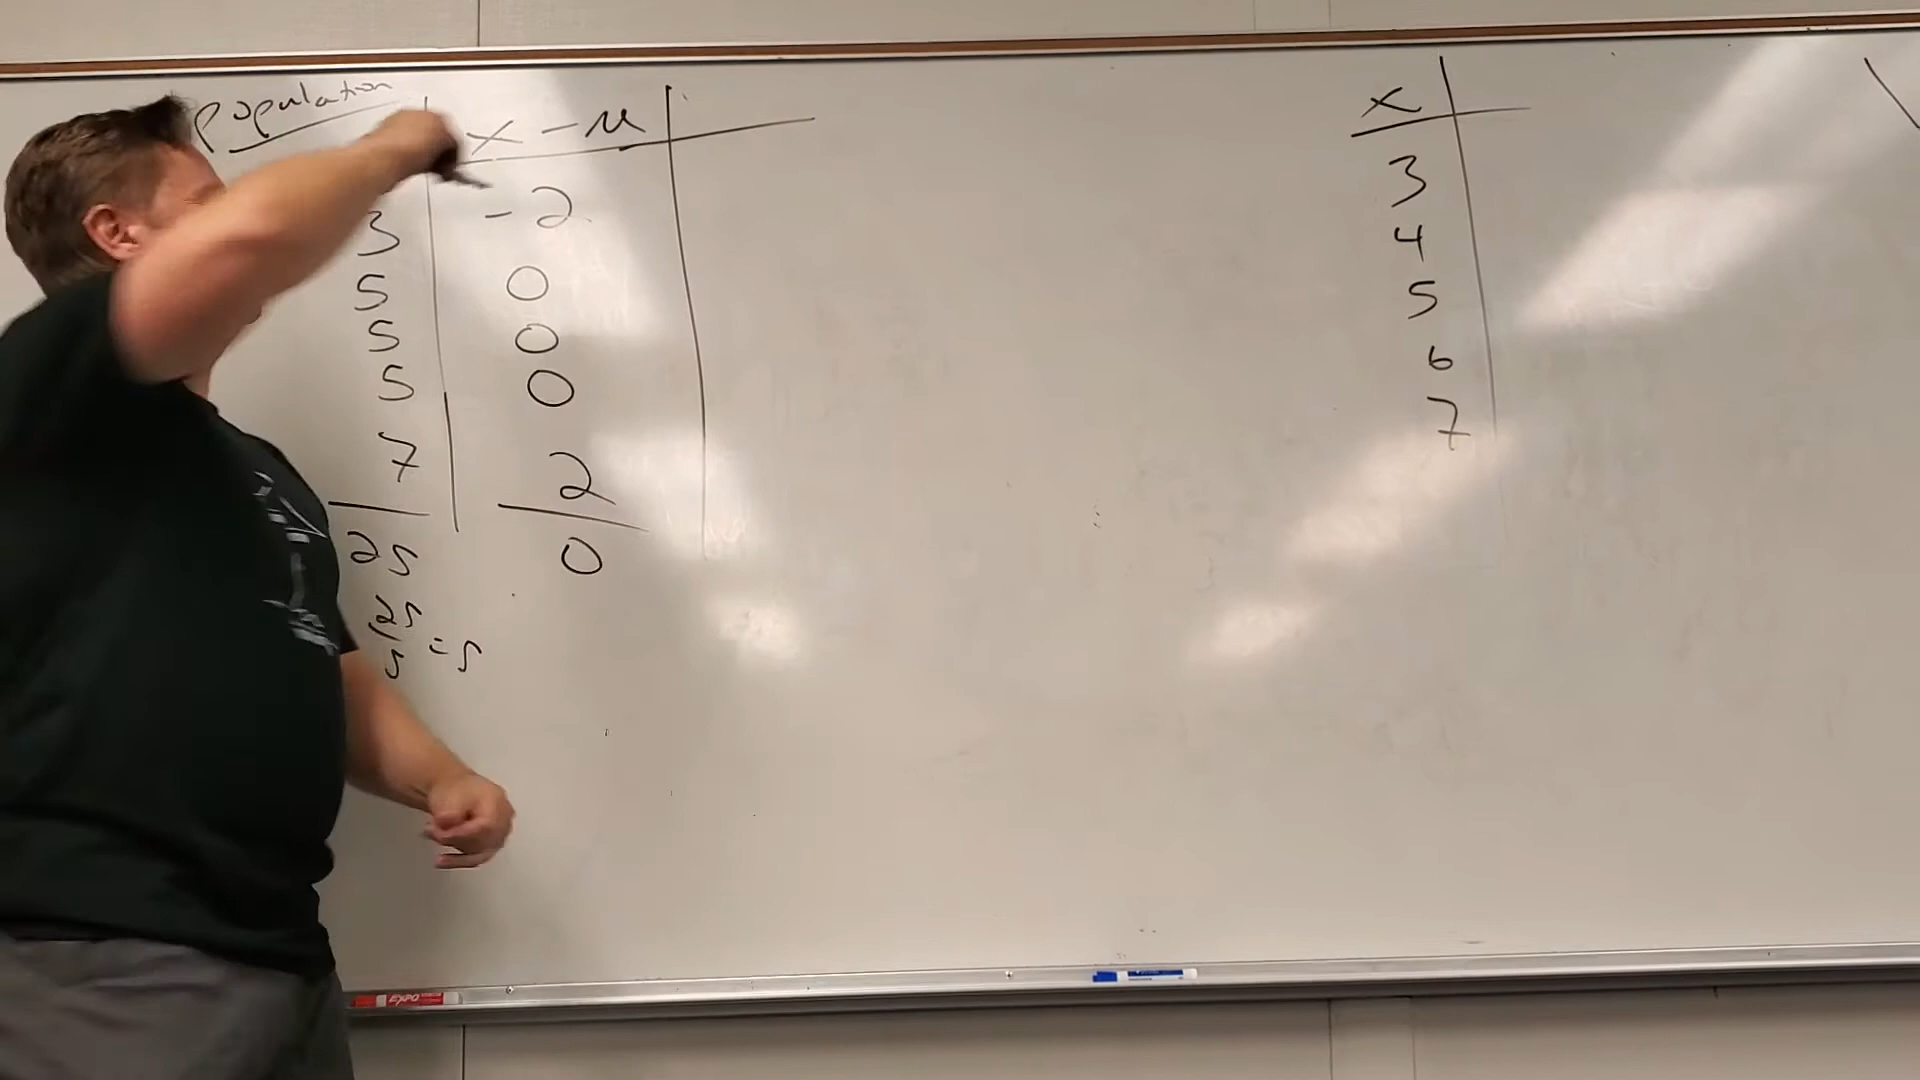 population
x - μ
3 -2
5 0
5 0
5 0
7 2
25 0
25
5 = 5
x
3
4
5
6
7
EXPO